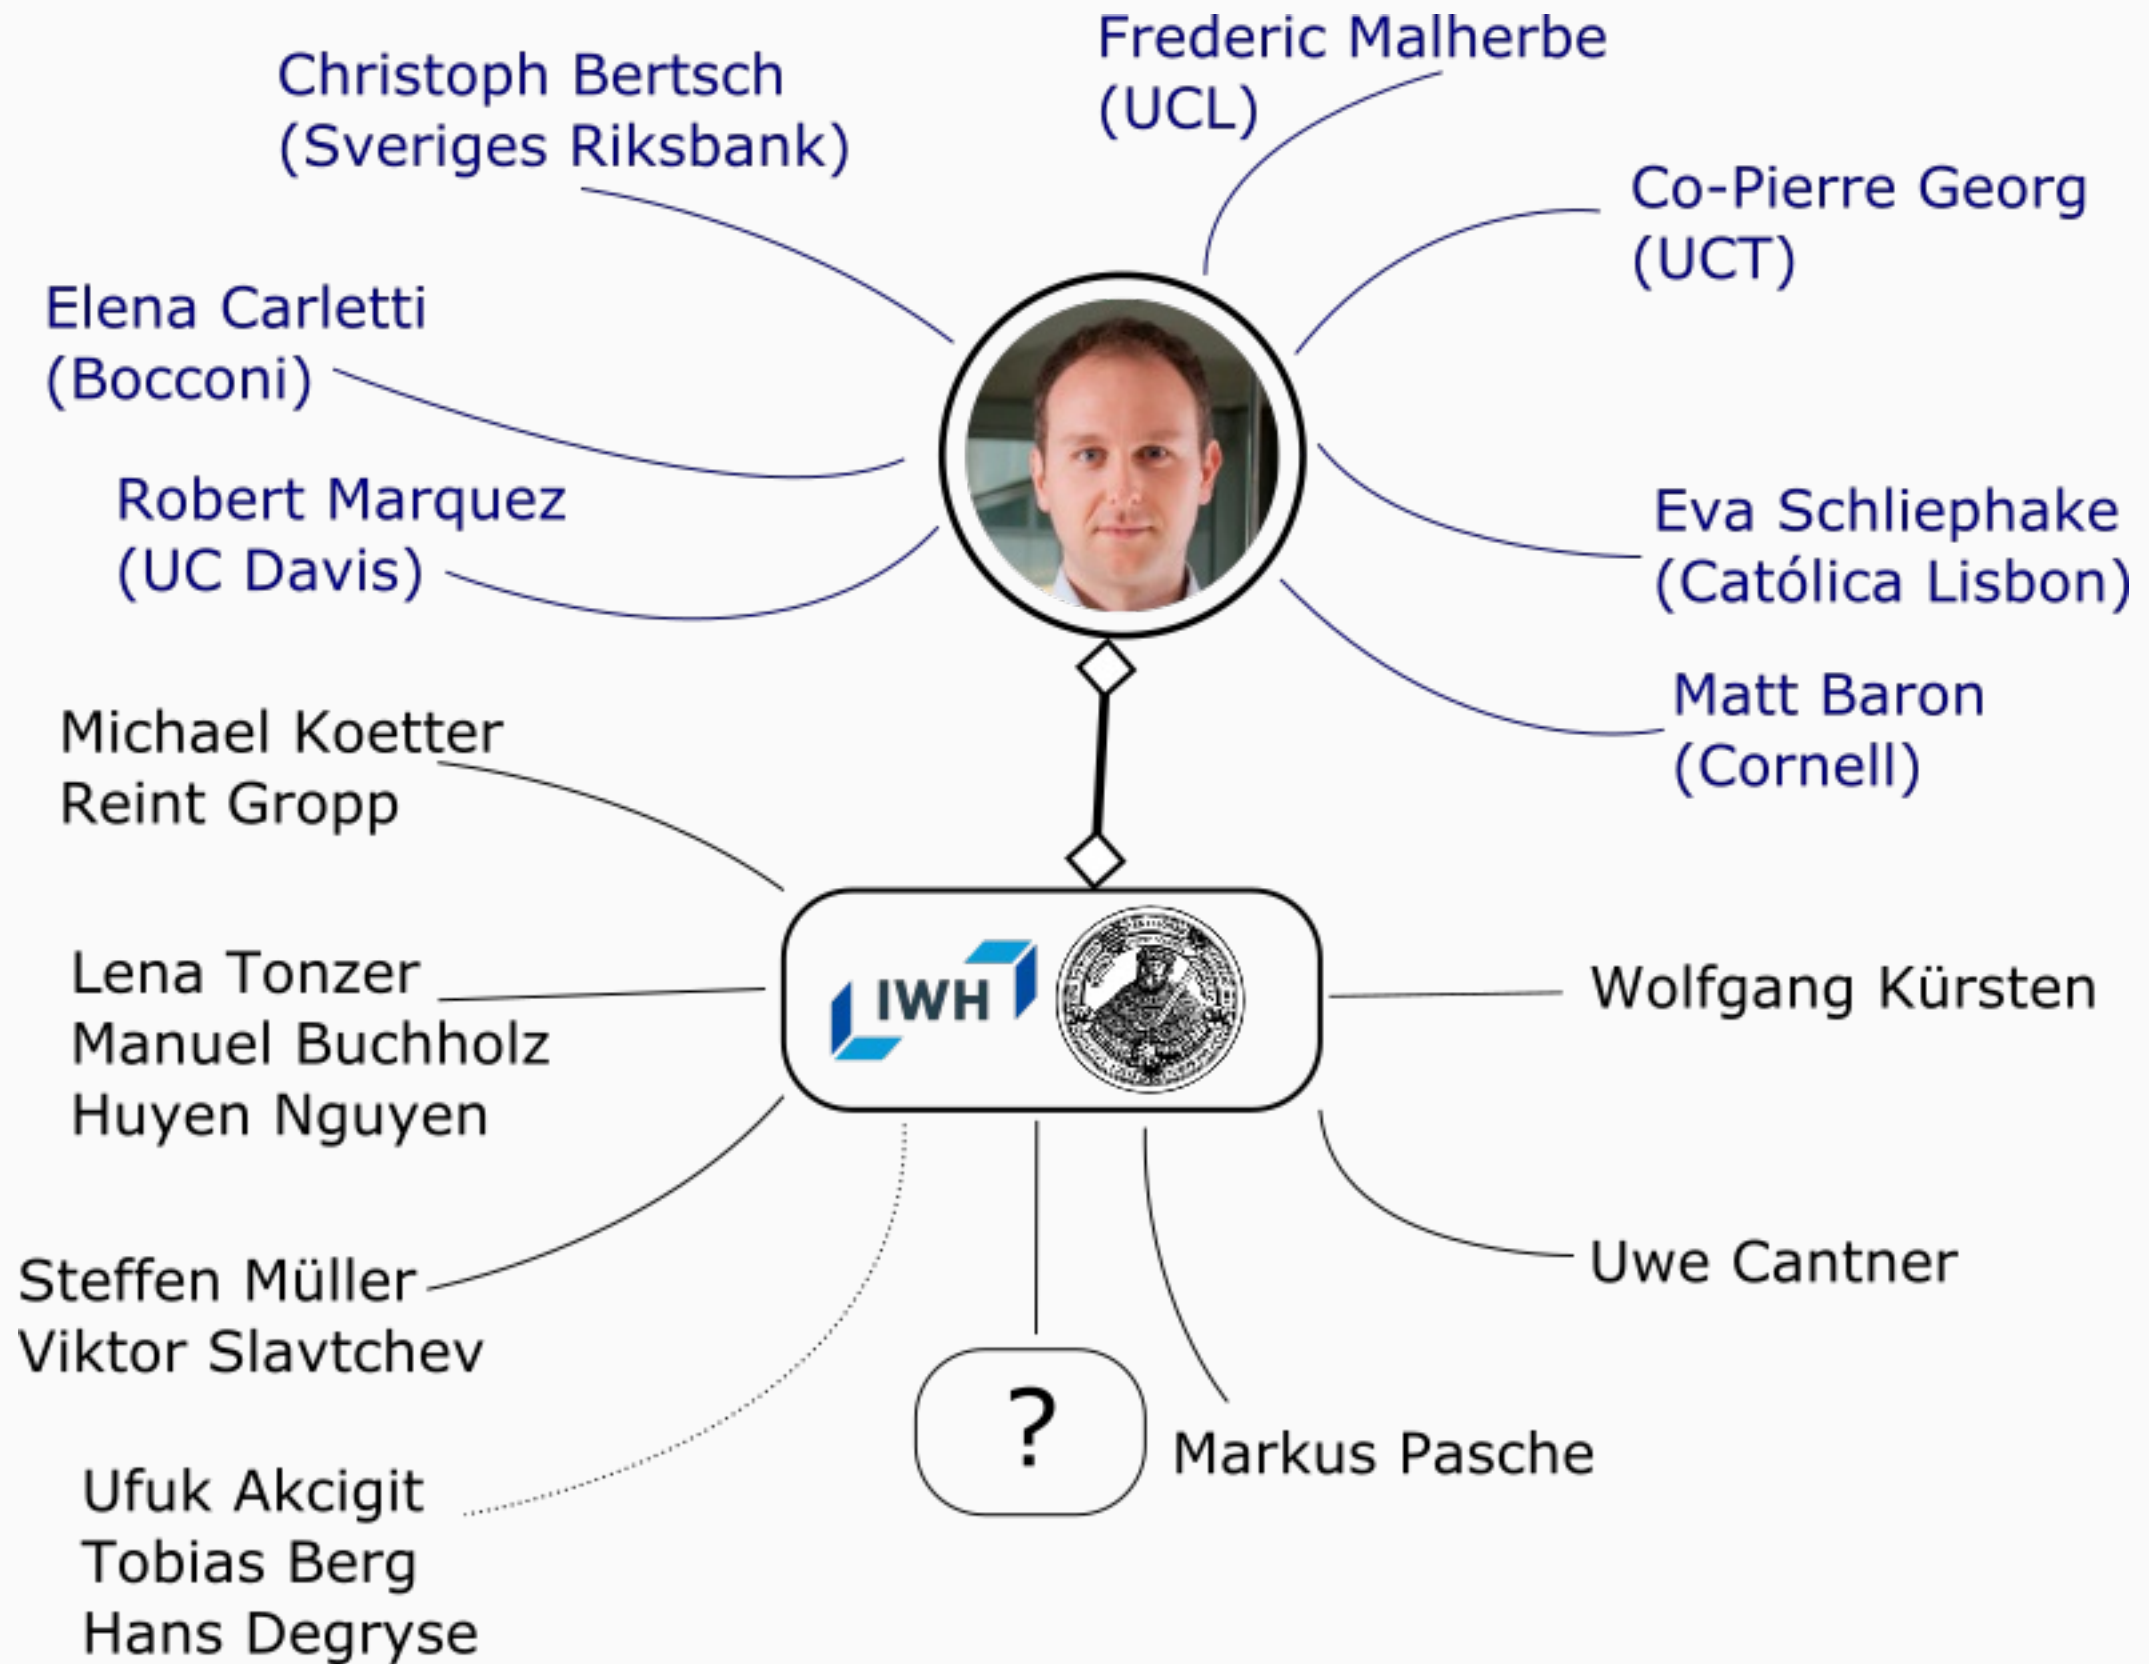 Frederic Malherbe
(UCL)
Christoph Bertsch
(Sveriges Riksbank)
Co-Pierre Georg
(UCT)
Elena Carletti
(Bocconi)
Robert Marquez
(UC Davis)
Eva Schliephake
(Católica Lisbon)
Matt Baron
(Cornell)
Michael Koetter
Reint Gropp
Lena Tonzer
Manuel Buchholz
Huyen Nguyen
IWH
Wolfgang Kürsten
Steffen Müller
Viktor Slavtchev
Uwe Cantner
?
Markus Pasche
Ufuk Akcigit
Tobias Berg
Hans Degryse